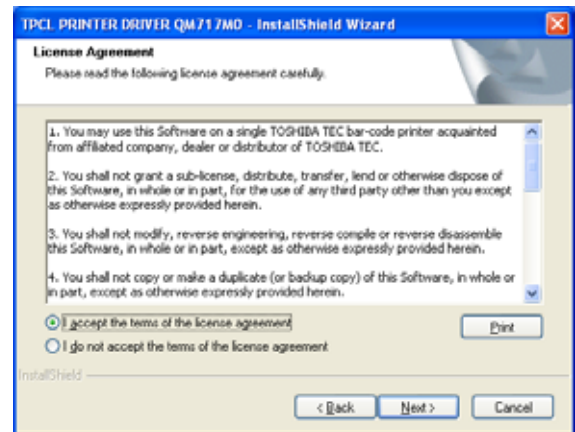 TPCL PRINTER DRIVER QM717M0 - InstallShield Wizard
License Agreement
Please read the following license agreement carefully.
1. You may use this Software on a single TOSHIBA TEC bar-code printer acquainted
from affiliated company, dealer or distributor of TOSHIBA TEC.
2. You shall not grant a sub-license, distribute, transfer, lend or otherwise dispose of
this Software, in whole or in part, for the use of any third party other than you except
as otherwise expressly provided herein.
3. You shall not modify, reverse engineering, reverse compile or reverse disassemble
this Software, in whole or in part, except as otherwise expressly provided herein.
4. You shall not copy or make a duplicate (or backup copy) of this Software, in whole or
in part, except as otherwise expressly provided herein.
I accept the terms of the license agreement
Print
I do not accept the terms of the license agreement
InstallShield
< Back Next > Cancel